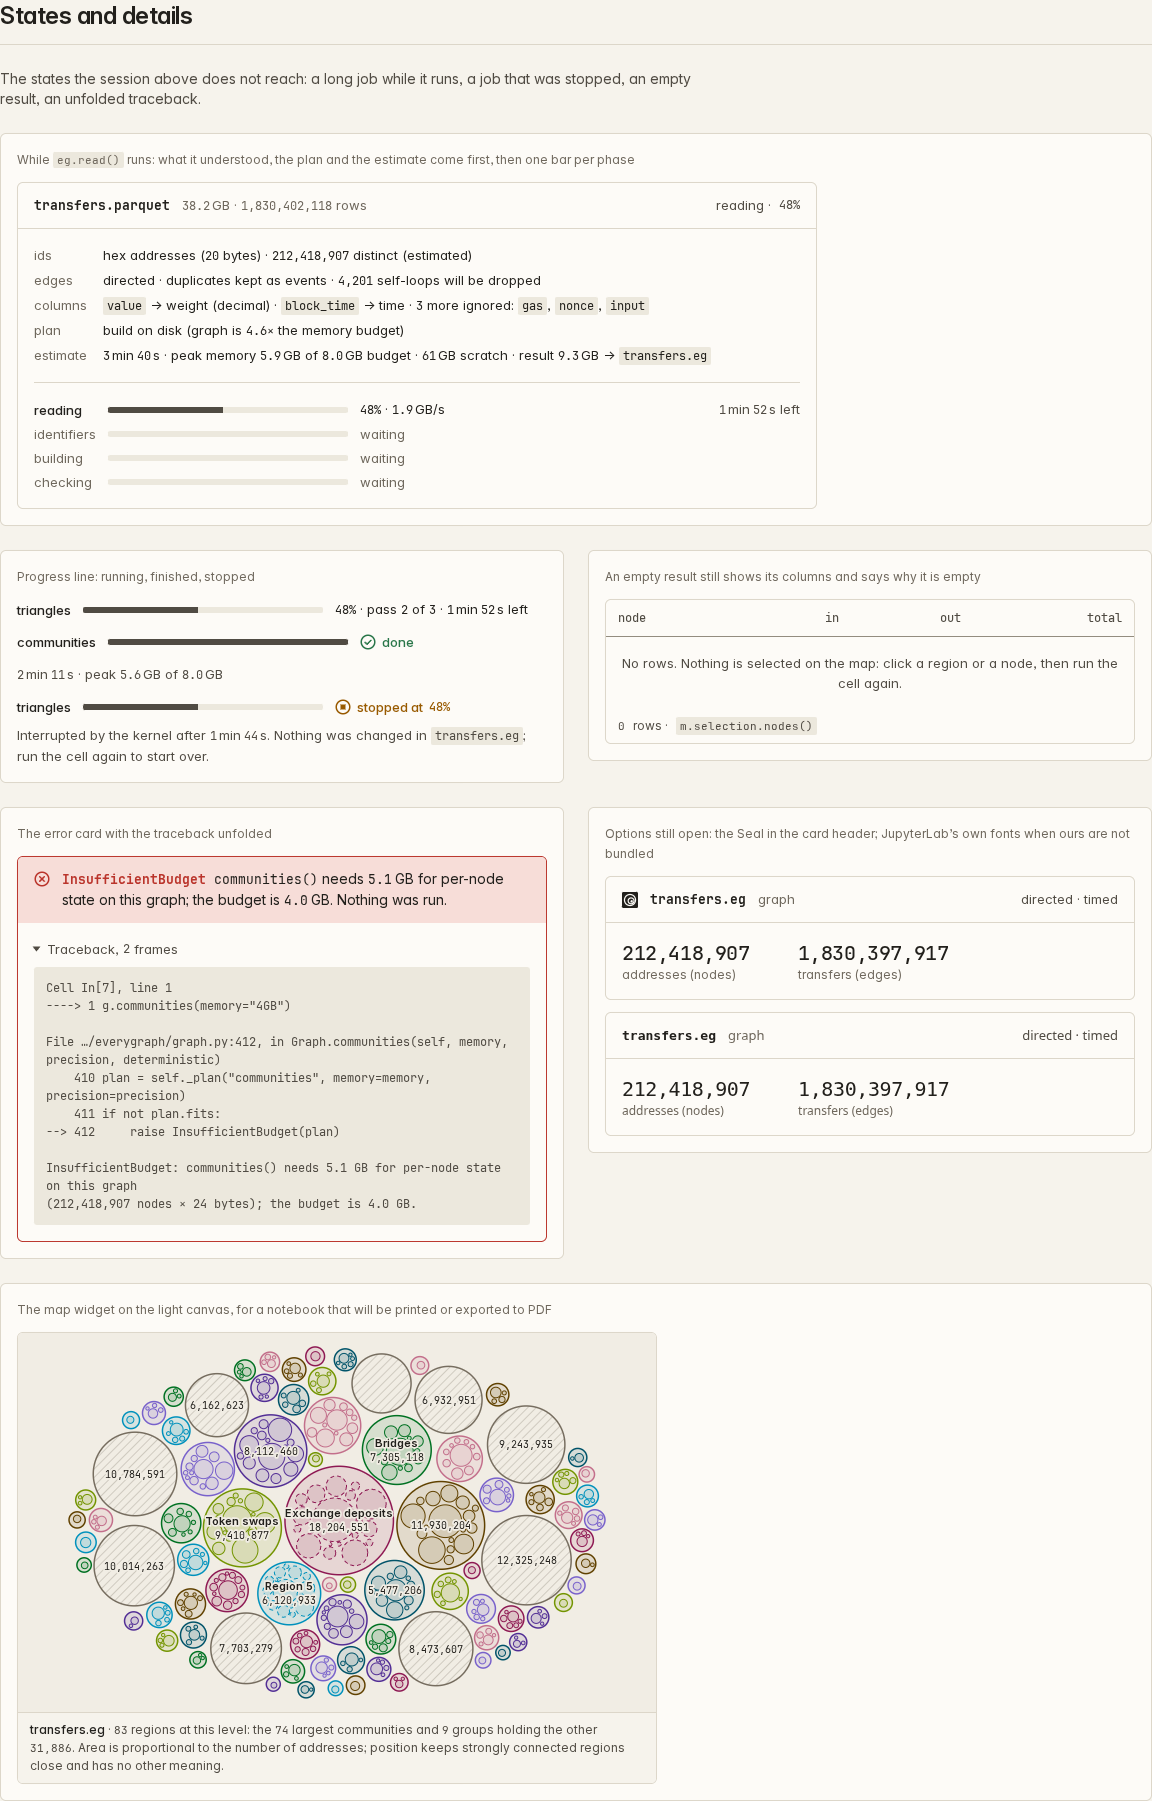 States and details
The states the session above does not reach: a long job while it runs, a job that was stopped, an empty
result, an unfolded traceback.
While eg.read() runs: what it understood, the plan and the estimate come first, then one bar per phase
transfers.parquet 38.2 GB · 1,830,402,118 rows reading · 48%
ids hex addresses (20 bytes) · 212,418,907 distinct (estimated)
edges directed · duplicates kept as events · 4,201 self-loops will be dropped
columns value → weight (decimal) · block_time → time · 3 more ignored: gas, nonce, input
plan build on disk (graph is 4.6× the memory budget)
estimate 3 min 40 s · peak memory 5.9 GB of 8.0 GB budget · 61 GB scratch · result 9.3 GB → transfers.eg
reading 48% · 1.9 GB/s 1 min 52 s left
identifiers waiting
building waiting
checking waiting
Progress line: running, finished, stopped
triangles 48% · pass 2 of 3 · 1 min 52 s left
communities done
2 min 11 s · peak 5.6 GB of 8.0 GB
triangles stopped at 48%
Interrupted by the kernel after 1 min 44 s. Nothing was changed in transfers.eg;
run the cell again to start over.
An empty result still shows its columns and says why it is empty
node in out total
No rows. Nothing is selected on the map: click a region or a node, then run the
cell again.
0 rows · m.selection.nodes()
The error card with the traceback unfolded
InsufficientBudget communities() needs 5.1 GB for per-node
state on this graph; the budget is 4.0 GB. Nothing was run.
Traceback, 2 frames
Cell In[7], line 1
----> 1 g.communities(memory="4GB")
File …/everygraph/graph.py:412, in Graph.communities(self, memory,
precision, deterministic)
410 plan = self._plan("communities", memory=memory,
precision=precision)
411 if not plan.fits:
--> 412 raise InsufficientBudget(plan)
InsufficientBudget: communities() needs 5.1 GB for per-node state
on this graph
(212,418,907 nodes × 24 bytes); the budget is 4.0 GB.
Options still open: the Seal in the card header; JupyterLab's own fonts when ours are not
bundled
transfers.eg graph directed · timed
212,418,907 1,830,397,917
addresses (nodes) transfers (edges)
transfers.eg graph directed · timed
212,418,907 1,830,397,917
addresses (nodes) transfers (edges)
The map widget on the light canvas, for a notebook that will be printed or exported to PDF
6,932,951
6,162,623
Bridges
9,243,935
8,112,460
7,305,118
10,784,591
Exchange deposits
Token swaps
18,204,551
11,930,204
9,410,877
12,325,248
10,014,263
Region 5
5,477,206
6,120,933
7,703,279
8,473,607
transfers.eg · 83 regions at this level: the 74 largest communities and 9 groups holding the other
31,886. Area is proportional to the number of addresses; position keeps strongly connected regions
close and has no other meaning.